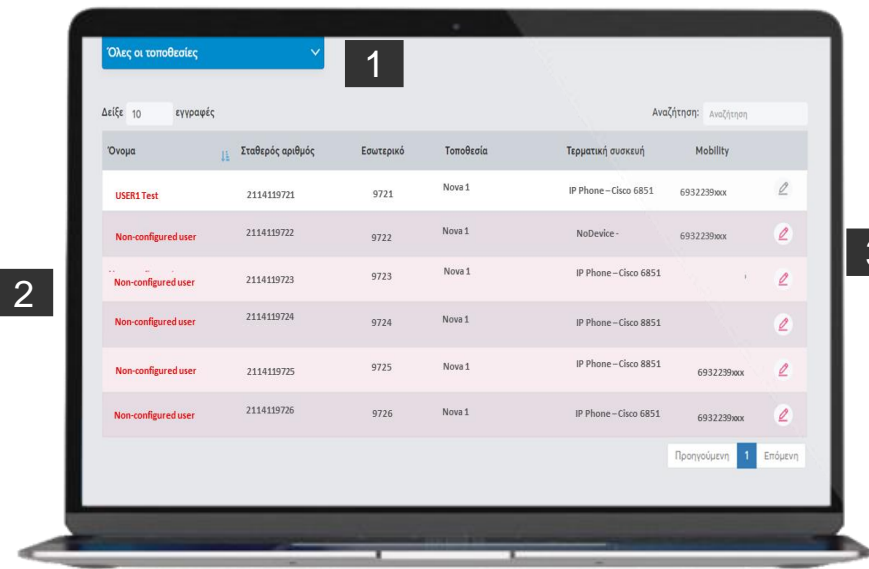 Όλες οι τοποθεσίες
1
Δείξε 10 εγγραφές
Αναζήτηση: Αναζήτηση
Όνομα Σταθερός αριθμός Εσωτερικό Τοποθεσία Τερματική συσκευή Mobility
USER1 Test 2114119721 9721 Nova 1 IP Phone – Cisco 6851 6932239xxx
Non-configured user 2114119722 9722 Nova 1 NoDevice - 6932239xxx
3
Non-configured user 2114119723 9723 Nova 1 IP Phone – Cisco 6851
2
Non-configured user 2114119724 9724 Nova 1 IP Phone – Cisco 8851
Non-configured user 2114119725 9725 Nova 1 IP Phone – Cisco 8851 6932239xxx
Non-configured user 2114119726 9726 Nova 1 IP Phone – Cisco 6851 6932239xxx
Προηγούμενη 1 Επόμενη